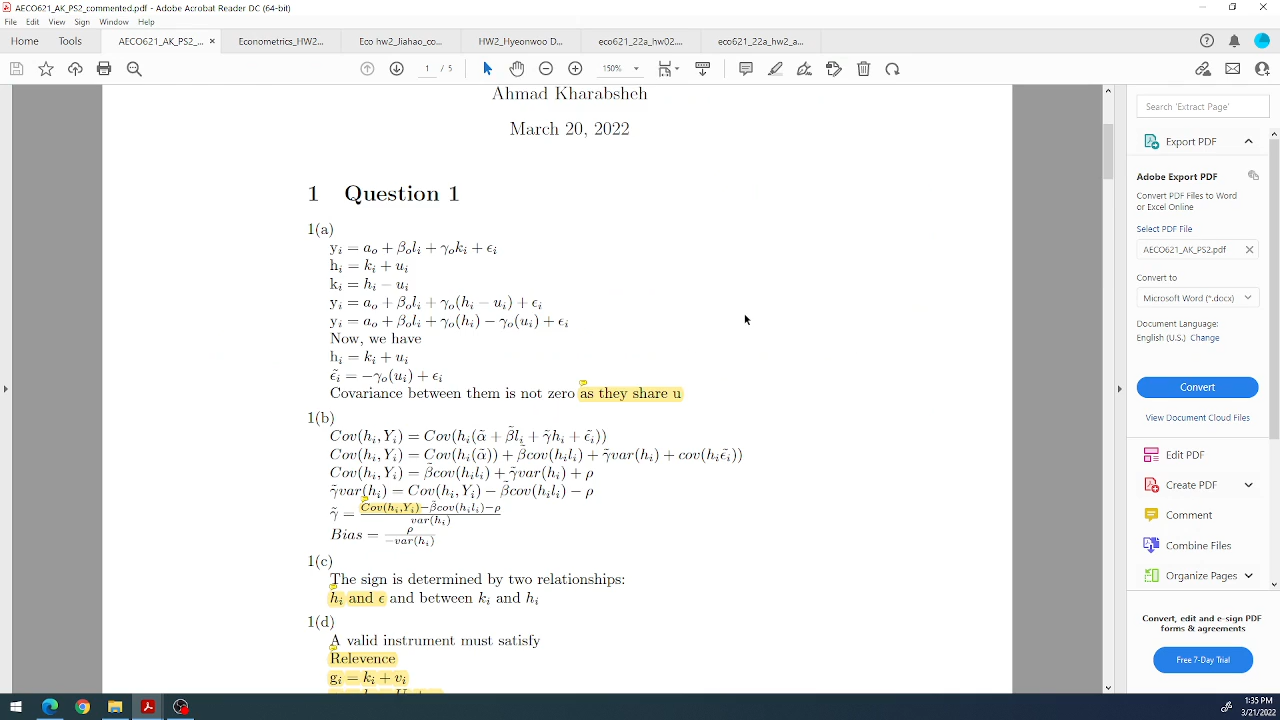 AECO621_AK_PS2_commented.pdf - Adobe Acrobat Reader DC (64-bit)
File Edit View Sign Window Help
Home Tools AECO621_AK_PS2_... × Econometrics_HW2... Eco hw2_Jiahao_co... HW2_Hyeonwoo D... eco621_22a_hw02.... eco621_22a_hw2_a...
1 / 5 150%
Ahmad Kharabsheh
March 20, 2022
1 Question 1
1(a)
yᵢ = aₒ + βₒlᵢ + γₒkᵢ + ϵᵢ
hᵢ = kᵢ + uᵢ
kᵢ = hᵢ − uᵢ
yᵢ = aₒ + βₒlᵢ + γₒ(hᵢ − uᵢ) + ϵᵢ
yᵢ = aₒ + βₒlᵢ + γₒ(hᵢ) − γₒ(uᵢ) + ϵᵢ
Now, we have
hᵢ = kᵢ + uᵢ
ϵ̃ᵢ = −γₒ(uᵢ) + ϵᵢ
Covariance between them is not zero as they share u
1(b)
Cov(hᵢ, Yᵢ) = Cov(hᵢ(α̃ + β̃lᵢ + γ̃hᵢ + ϵ̃ᵢ))
Cov(hᵢ, Yᵢ) = Cov(hᵢ(α̃)) + β̃cov(hᵢlᵢ) + γ̃var(hᵢ) + cov(hᵢϵ̃ᵢ))
Cov(hᵢ, Yᵢ) = β̃cov(hᵢlᵢ) + γ̃var(hᵢ) + ρ
γ̃var(hᵢ) = Cov(hᵢ, Yᵢ) − β̃cov(hᵢlᵢ) − ρ
γ̃ = Cov(hᵢ,Yᵢ)−β̃cov(hᵢlᵢ)−ρ / var(hᵢ)
Bias = ρ / −var(hᵢ)
1(c)
The sign is determined by two relationships:
hᵢ and ϵ and between kᵢ and hᵢ
1(d)
A valid instrument must satisfy
Relevence
gᵢ = kᵢ + vᵢ
Search 'Extract Page'
Export PDF
Adobe Export PDF
Convert PDF Files to Word
or Excel Online
Select PDF File
AECO621_AK_PS2.pdf
Convert to
Microsoft Word (*.docx)
Document Language:
English (U.S.) Change
Convert
View Document Cloud Files
Edit PDF
Create PDF
Comment
Combine Files
Organize Pages
Convert, edit and e-sign PDF
forms & agreements
Free 7-Day Trial
1:35 PM
3/21/2022